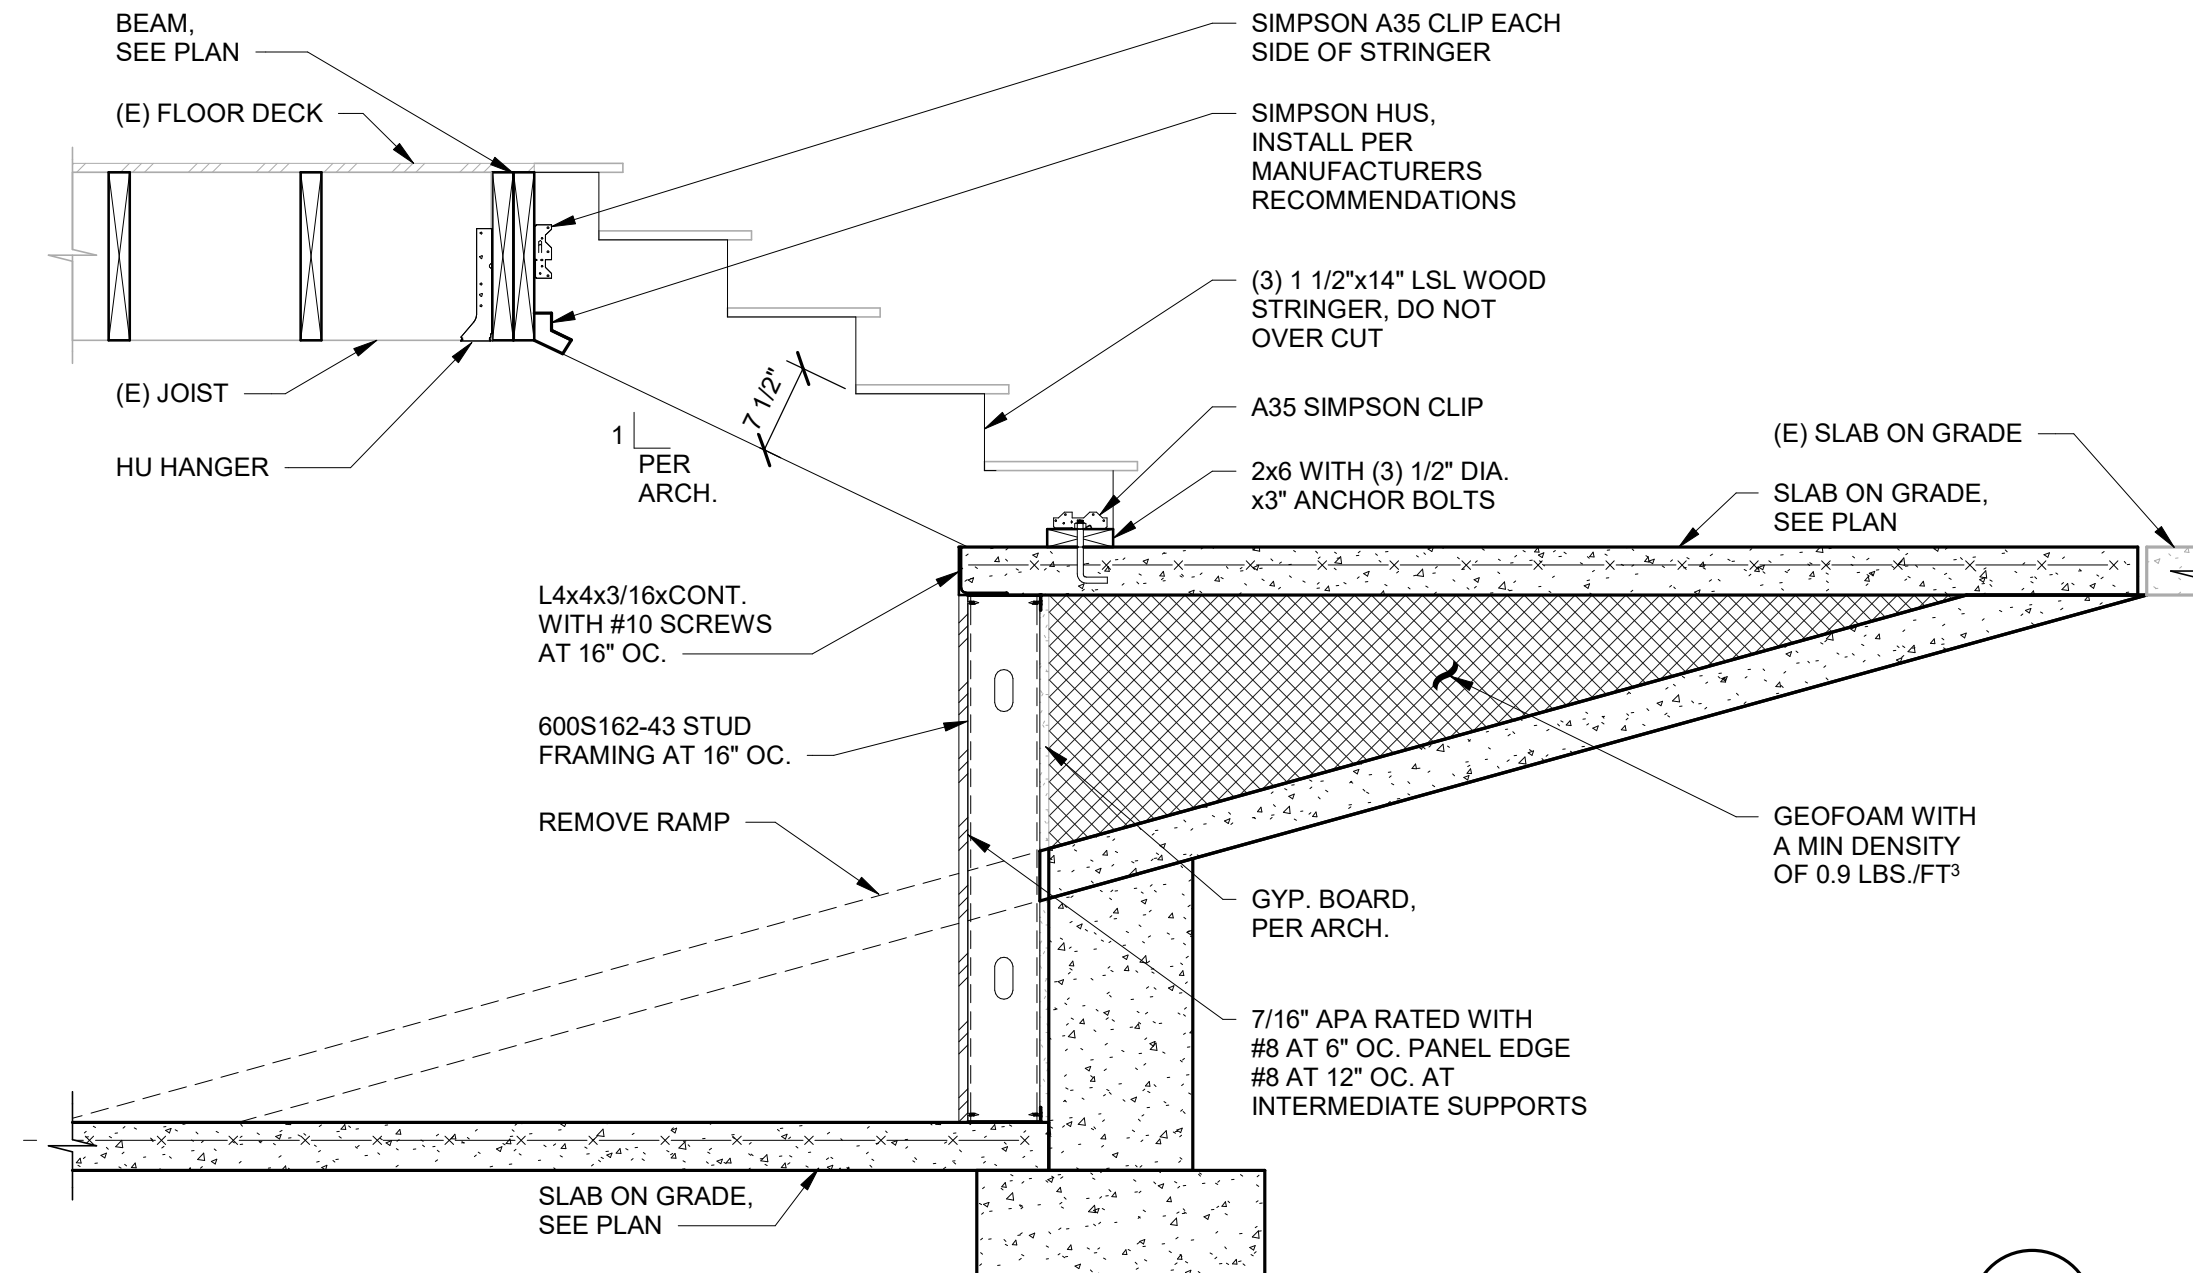 BEAM,
SEE PLAN
(E) FLOOR DECK
(E) JOIST
HU HANGER
1
PER
ARCH.
7 1/2"
SIMPSON A35 CLIP EACH
SIDE OF STRINGER
SIMPSON HUS,
INSTALL PER
MANUFACTURERS
RECOMMENDATIONS
(3) 1 1/2"x14" LSL WOOD
STRINGER, DO NOT
OVER CUT
A35 SIMPSON CLIP
2x6 WITH (3) 1/2" DIA.
x3" ANCHOR BOLTS
(E) SLAB ON GRADE
SLAB ON GRADE,
SEE PLAN
L4x4x3/16xCONT.
WITH #10 SCREWS
AT 16" OC.
600S162-43 STUD
FRAMING AT 16" OC.
REMOVE RAMP
GEOFOAM WITH
A MIN DENSITY
OF 0.9 LBS./FT³
GYP. BOARD,
PER ARCH.
7/16" APA RATED WITH
#8 AT 6" OC. PANEL EDGE
#8 AT 12" OC. AT
INTERMEDIATE SUPPORTS
SLAB ON GRADE,
SEE PLAN